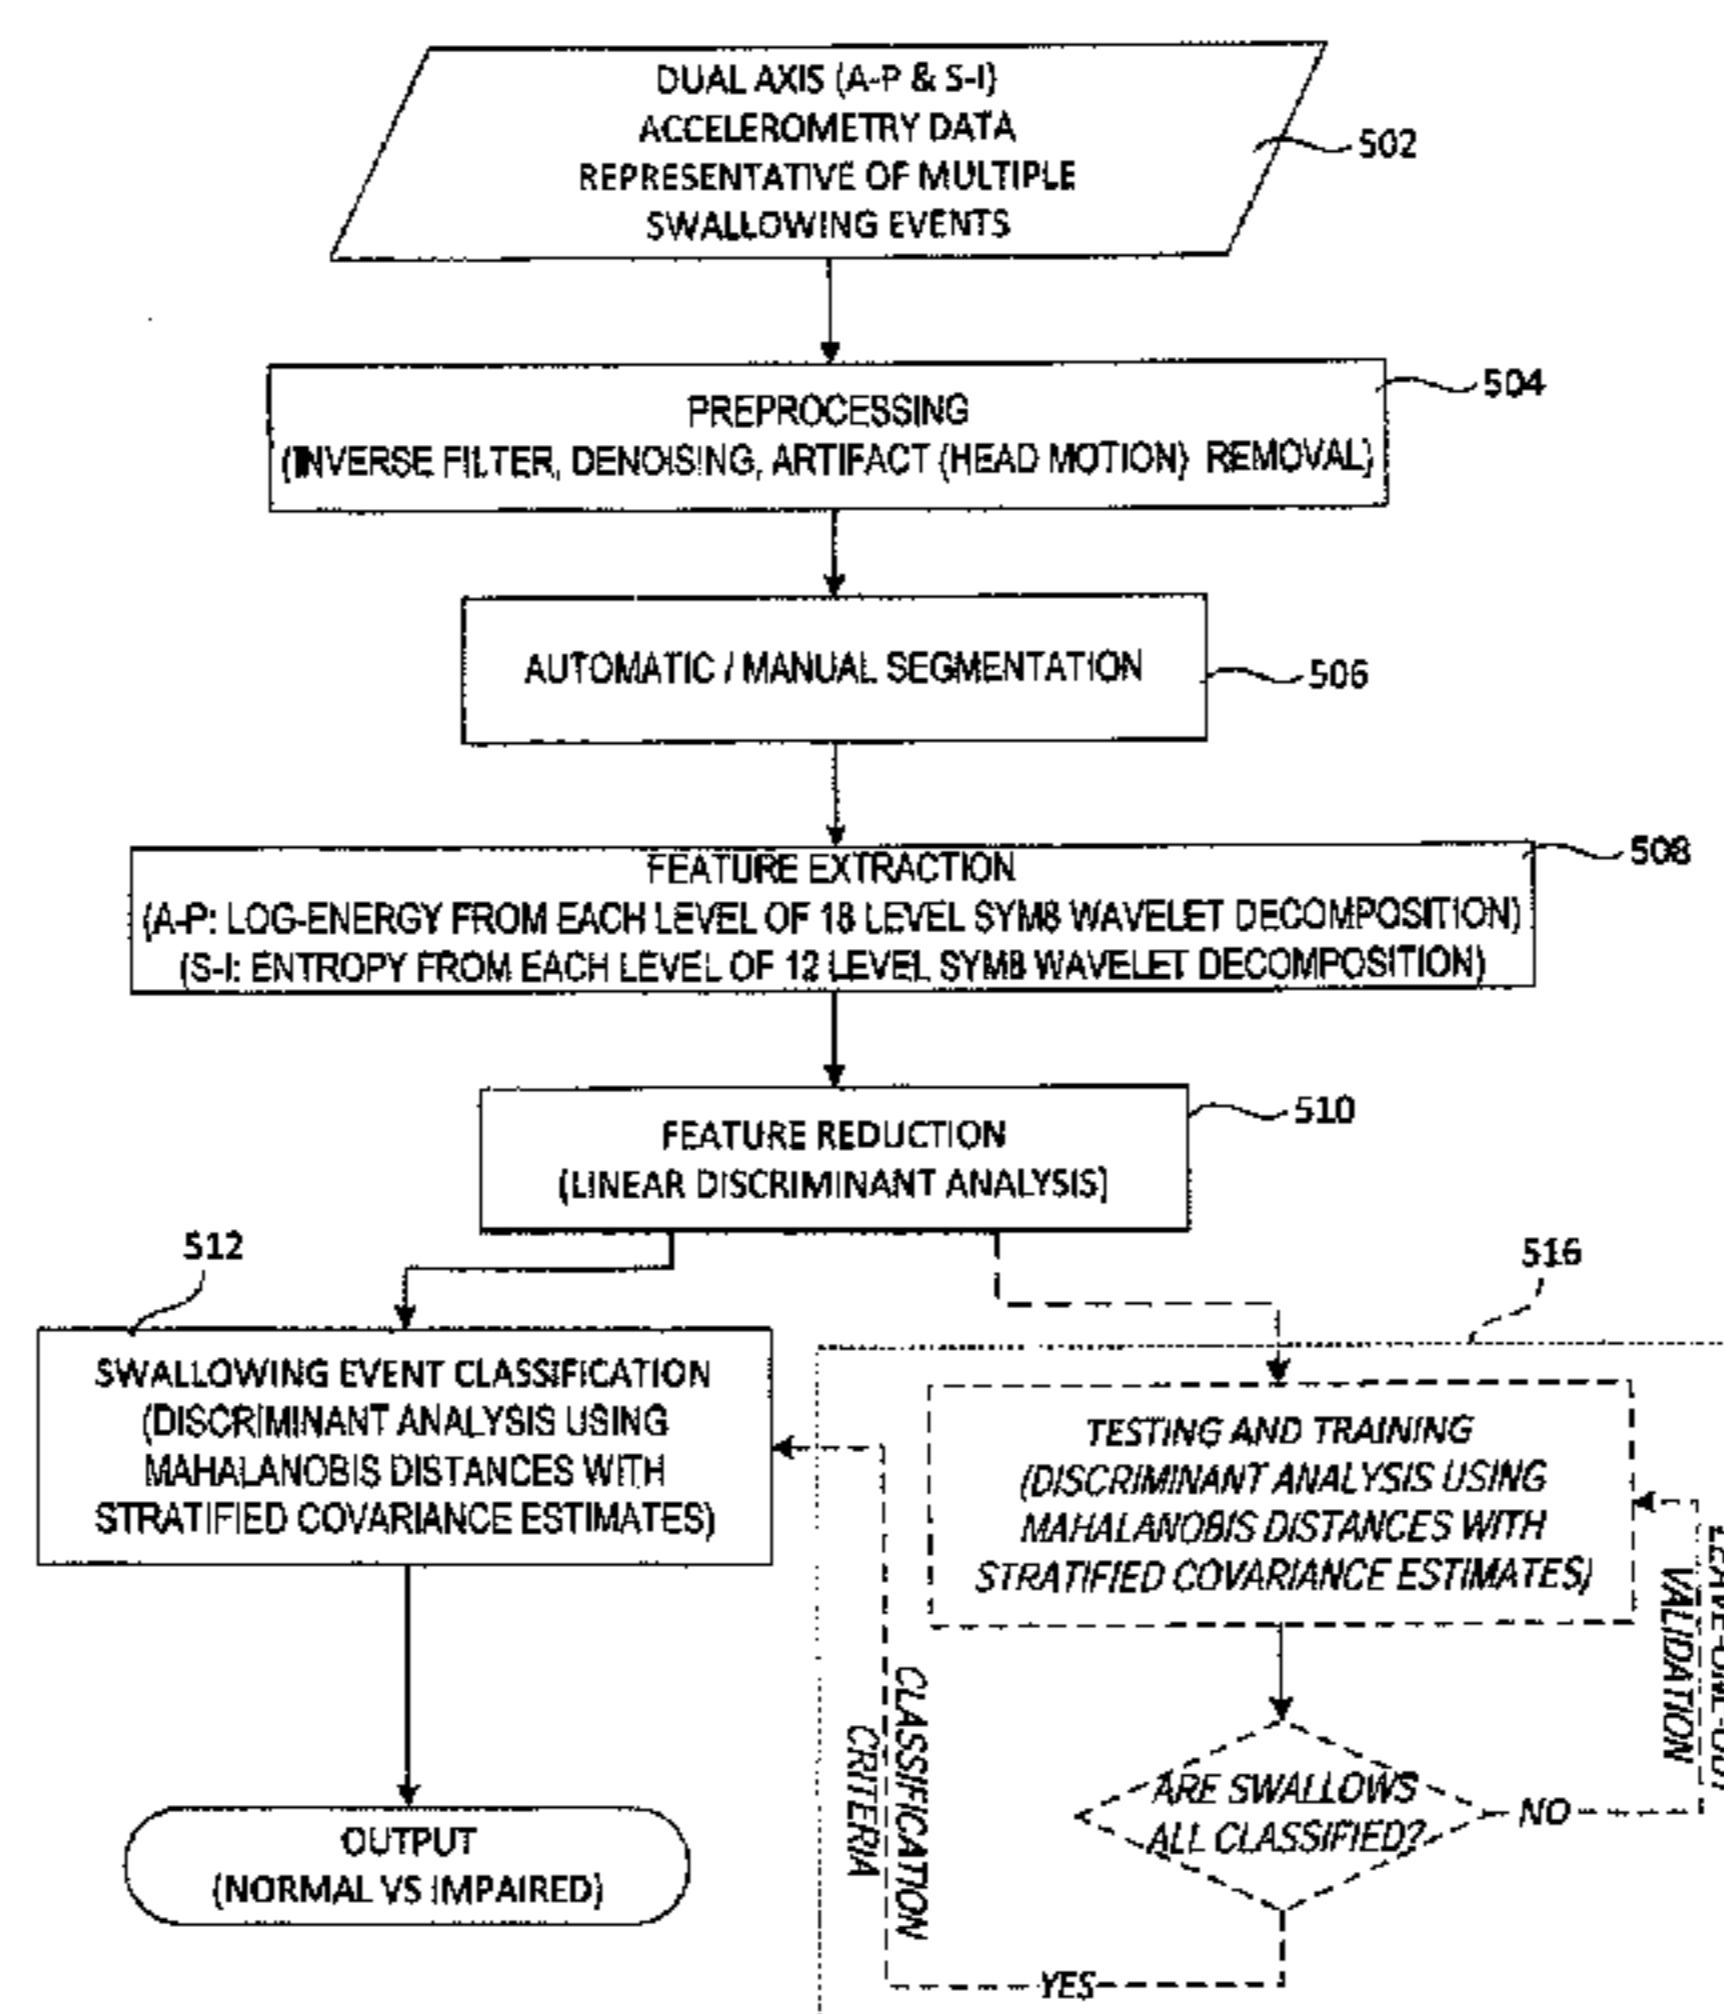 DUAL AXIS (A-P & S-I)
ACCELEROMETRY DATA
REPRESENTATIVE OF MULTIPLE
SWALLOWING EVENTS
502
PREPROCESSING
(INVERSE FILTER, DENOISING, ARTIFACT (HEAD MOTION) REMOVAL)
504
AUTOMATIC / MANUAL SEGMENTATION
506
FEATURE EXTRACTION
(A-P: LOG-ENERGY FROM EACH LEVEL OF 18 LEVEL SYM8 WAVELET DECOMPOSITION)
(S-I: ENTROPY FROM EACH LEVEL OF 12 LEVEL SYM8 WAVELET DECOMPOSITION)
508
FEATURE REDUCTION
(LINEAR DISCRIMINANT ANALYSIS)
510
512
SWALLOWING EVENT CLASSIFICATION
(DISCRIMINANT ANALYSIS USING
MAHALANOBIS DISTANCES WITH
STRATIFIED COVARIANCE ESTIMATES)
516
TESTING AND TRAINING
(DISCRIMINANT ANALYSIS USING
MAHALANOBIS DISTANCES WITH
STRATIFIED COVARIANCE ESTIMATES)
LEAVE-ONE-OUT
VALIDATION
CLASSIFICATION
CRITERIA
ARE SWALLOWS
ALL CLASSIFIED?
NO
YES
OUTPUT
(NORMAL VS IMPAIRED)